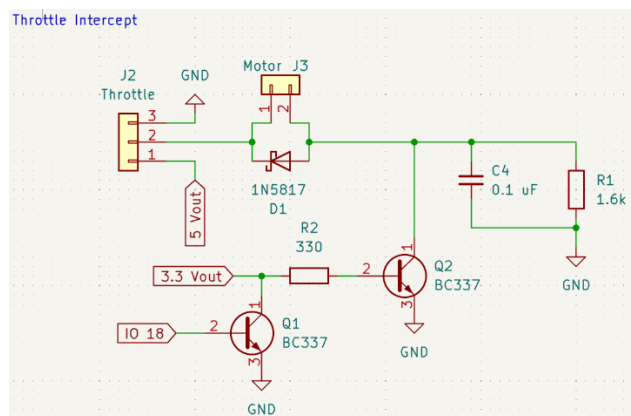 Throttle Intercept
J2
Throttle
GND
Motor J3
3
2
1
1
2
5 Vout
1N5817
D1
C4
0.1 uF
R1
1.6k
R2
330
3.3 Vout
2
1
Q2
BC337
3
GND
GND
IO 18
2
1
Q1
BC337
3
GND